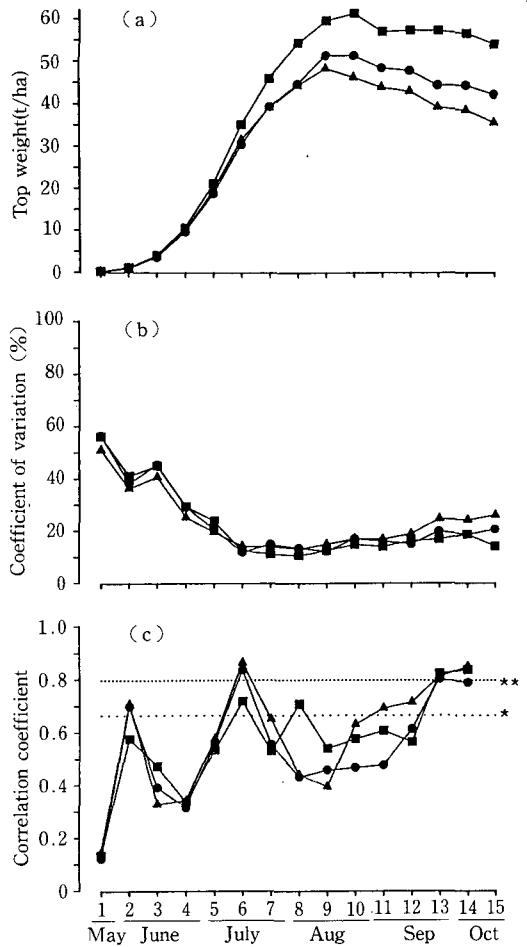 (a)
Top weight(t/ha)
60
50
40
30
20
10
0
(b)
Coefficient of variation (%)
100
80
60
40
20
0
(c)
Correlation coefficient
1.0
0.8
0.6
0.4
0.2
0
**
*
1 2 3 4 5 6 7 8 9 10 11 12 13 14 15
May June July Aug Sep Oct